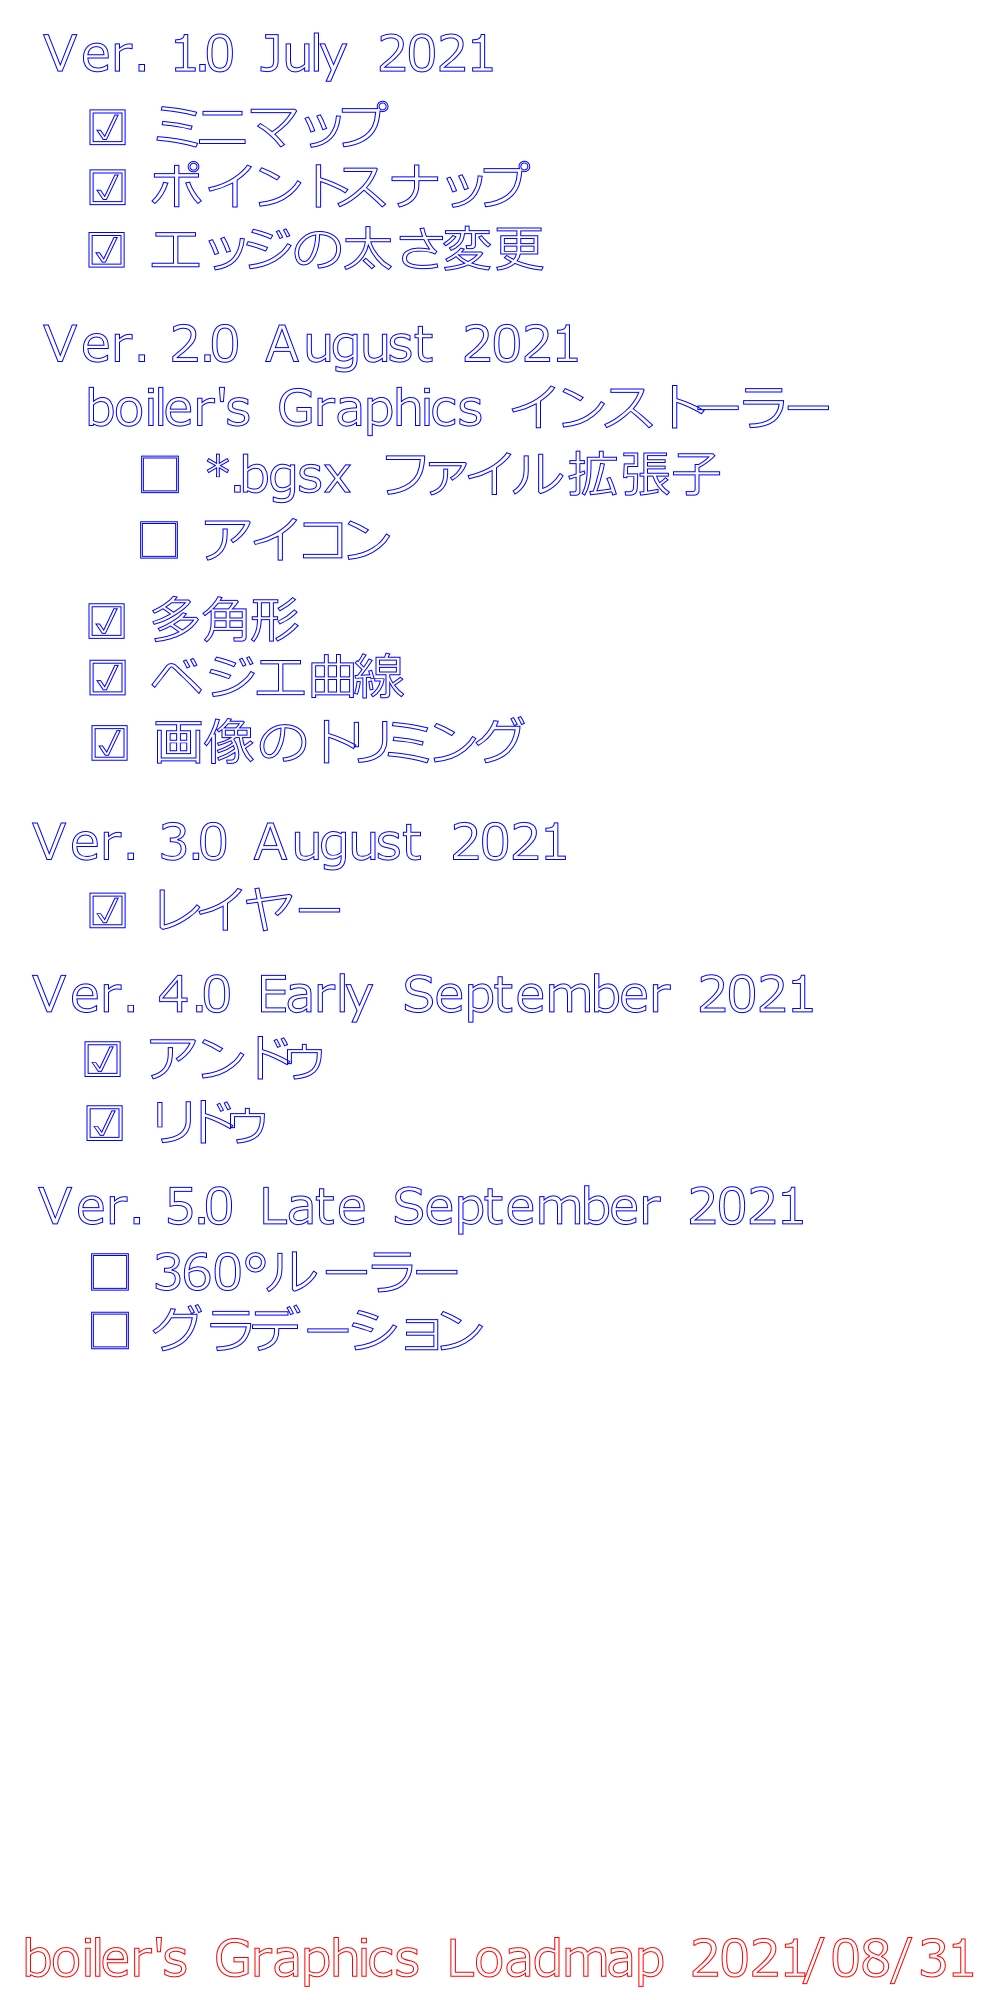 Ver. 1.0 July 2021
☑ ミニマップ
☑ ポイントスナップ
☑ エッジの太さ変更
Ver. 2.0 August 2021
boiler's Graphics インストーラー
□ *.bgsx ファイル拡張子
□ アイコン
☑ 多角形
☑ ベジエ曲線
☑ 画像のトリミング
Ver. 3.0 August 2021
☑ レイヤー
Ver. 4.0 Early September 2021
☑ アンドゥ
☑ リドゥ
Ver. 5.0 Late September 2021
□ 360°ルーラー
□ グラデーション
boiler's Graphics Loadmap 2021/08/31